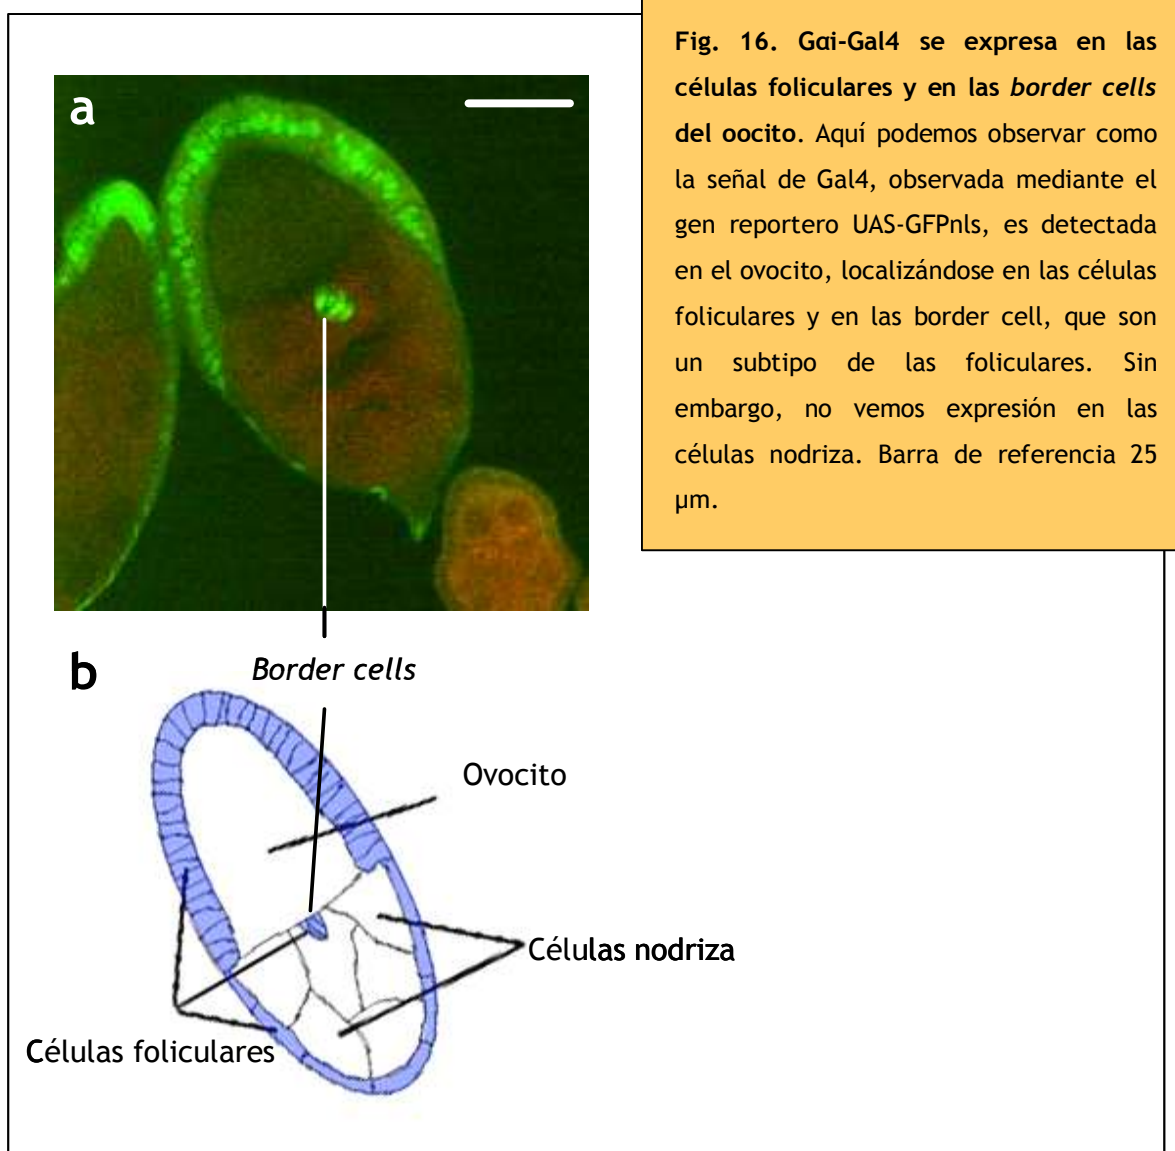 Fig. 16. Gαi-Gal4 se expresa en las
células foliculares y en las border cells
del oocito. Aquí podemos observar como
la señal de Gal4, observada mediante el
gen reportero UAS-GFPnls, es detectada
en el ovocito, localizándose en las células
foliculares y en las border cell, que son
un subtipo de las foliculares. Sin
embargo, no vemos expresión en las
células nodriza. Barra de referencia 25
µm.
a
b
Border cells
Ovocito
Células nodriza
Células foliculares